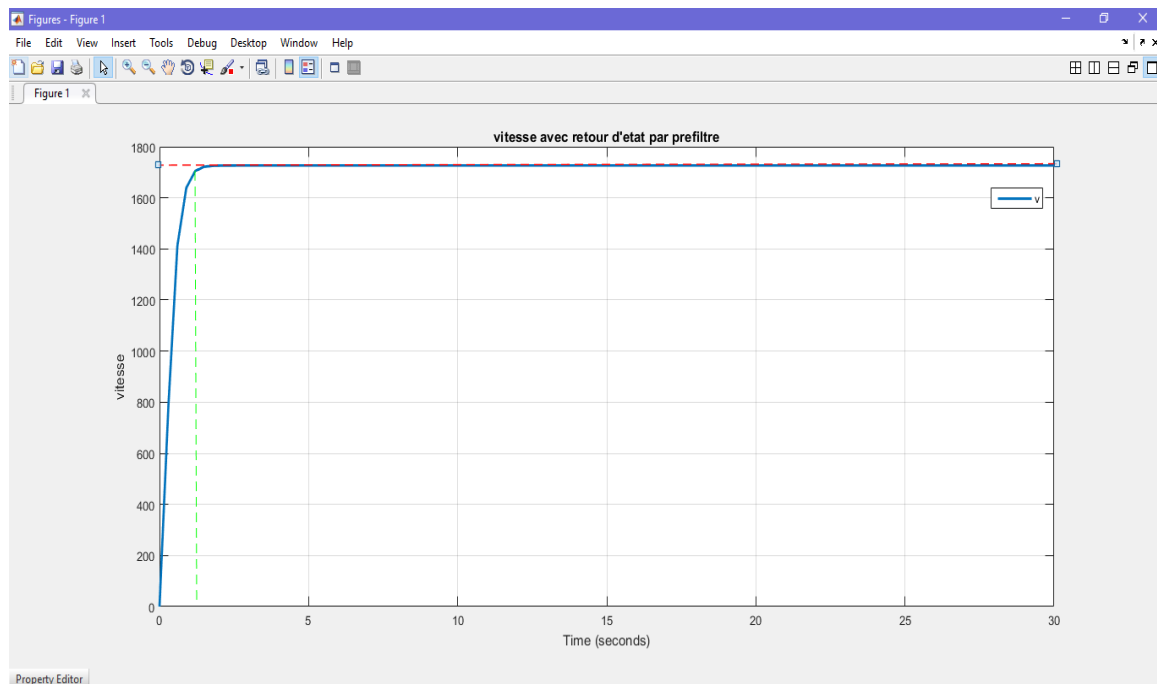 Figures - Figure 1
File Edit View Insert Tools Debug Desktop Window Help
Figure 1
vitesse avec retour d'etat par prefiltre
1800
1600
1400
1200
1000
800
600
400
200
0
vitesse
v
0 5 10 15 20 25 30
Time (seconds)
Property Editor